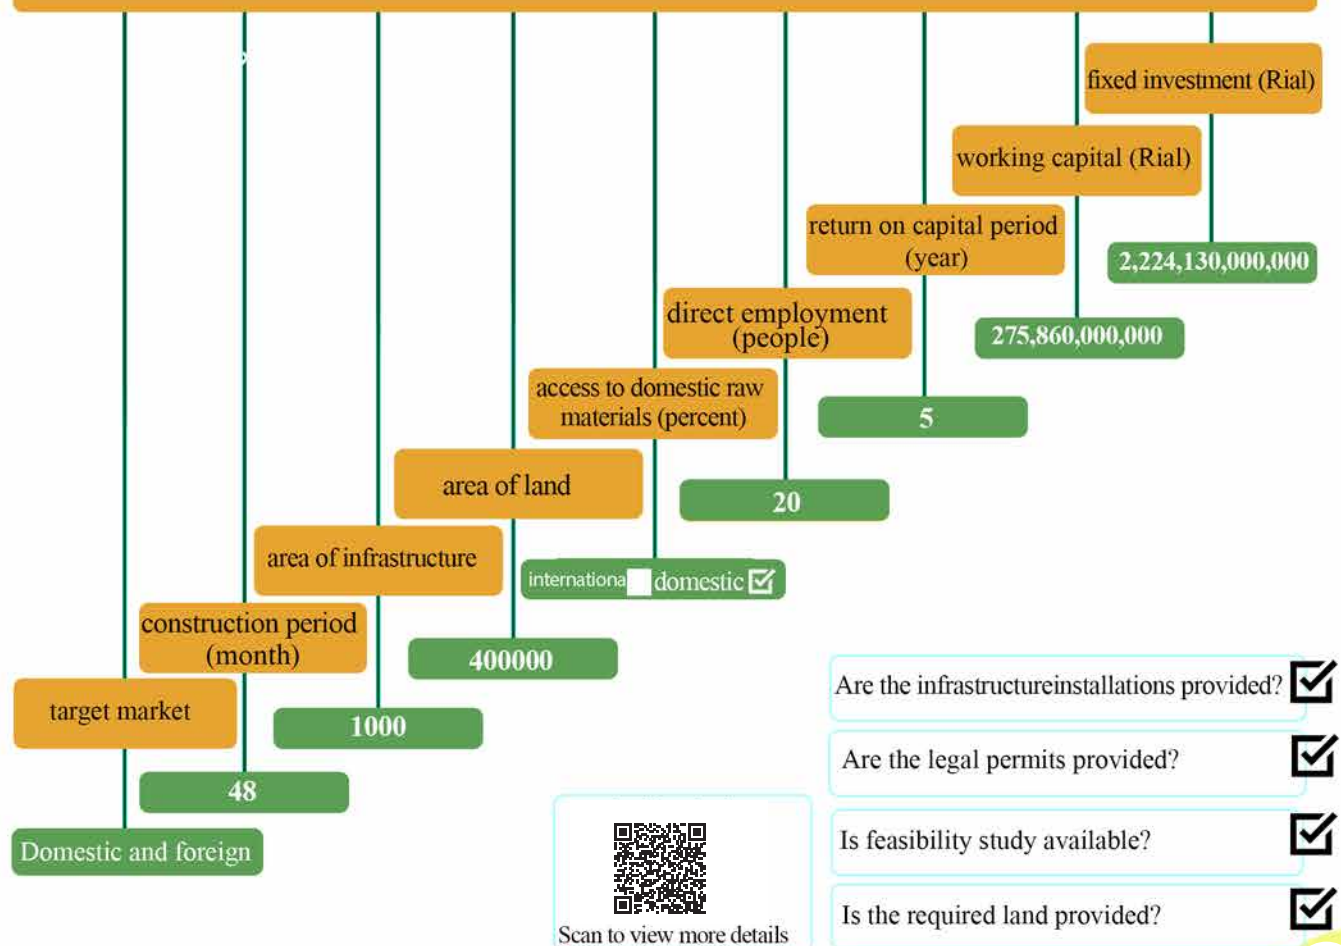 fixed investment (Rial)
2,224,130,000,000
working capital (Rial)
275,860,000,000
return on capital period
(year)
5
direct employment
(people)
20
access to domestic raw
materials (percent)
internationa domestic
area of land
400000
area of infrastructure
1000
construction period
(month)
48
target market
Domestic and foreign
Are the infrastructureinstallations provided?
Are the legal permits provided?
Is feasibility study available?
Is the required land provided?
Scan to view more details